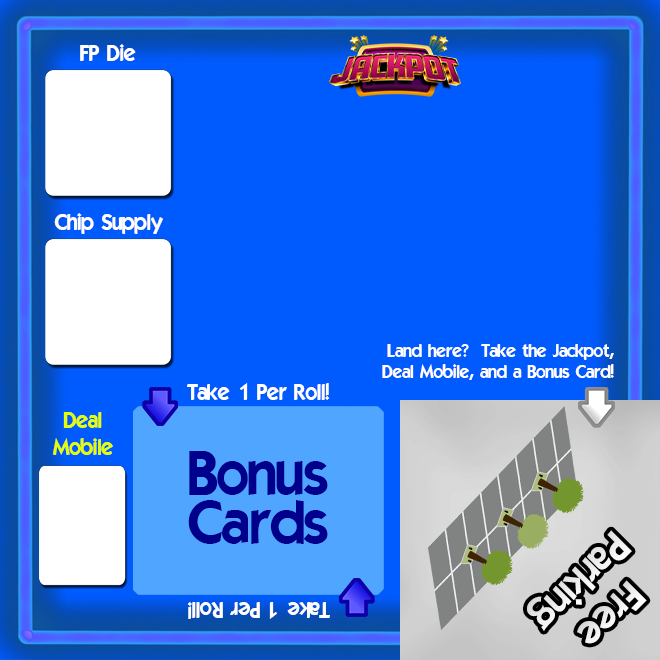 FP Die
JACKPOT
Chip Supply
Land here? Take the Jackpot,
Deal Mobile, and a Bonus Card!
Take 1 Per Roll!
Deal
Mobile
Bonus
Cards
Free
Parking
Take 1 Per Roll!